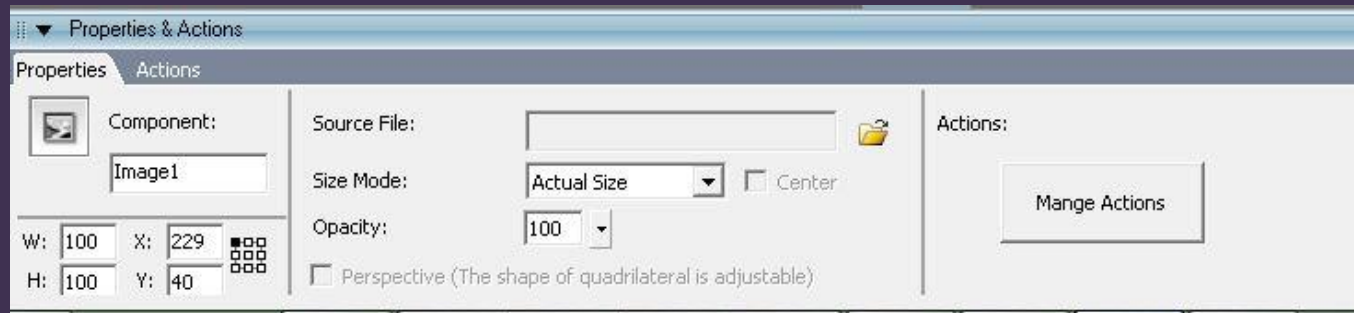 Properties & Actions
Properties Actions
Component:
Image1
W: 100 X: 229
H: 100 Y: 40
Source File:
Size Mode: Actual Size Center
Opacity: 100
Perspective (The shape of quadrilateral is adjustable)
Actions:
Mange Actions